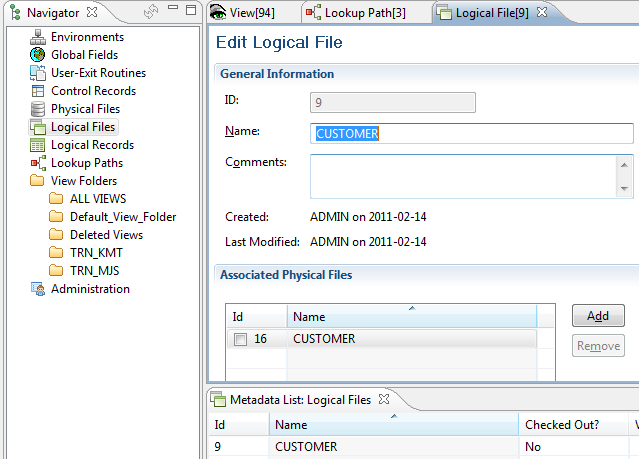 Navigator
Environments
Global Fields
User-Exit Routines
Control Records
Physical Files
Logical Files
Logical Records
Lookup Paths
View Folders
ALL VIEWS
Default_View_Folder
Deleted Views
TRN_KMT
TRN_MJS
Administration
View[94] Lookup Path[3] Logical File[9]
Edit Logical File
General Information
ID: 9
Name: CUSTOMER
Comments:
Created: ADMIN on 2011-02-14
Last Modified: ADMIN on 2011-02-14
Associated Physical Files
Id Name Add
16 CUSTOMER Remove
Metadata List: Logical Files
Id Name Checked Out?
9 CUSTOMER No